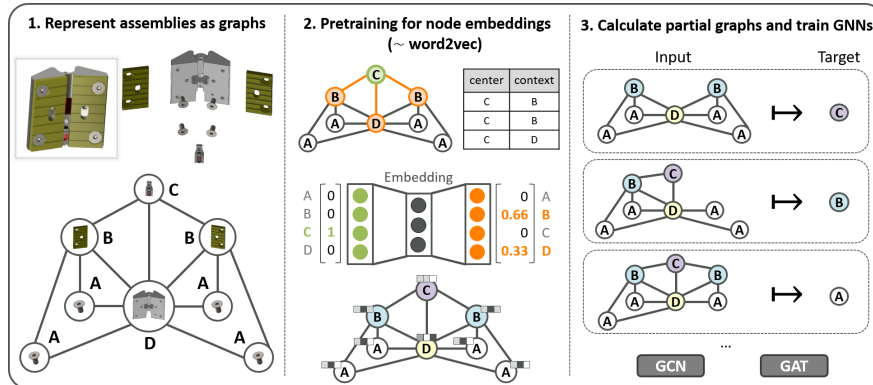 1. Represent assemblies as graphs
C
B
B
A
A
A
A
D
2. Pretraining for node embeddings
(~ word2vec)
C
B
B
A
D
A
A
A
center context
C B
C B
C D
Embedding
A 0 0 A
B 0 0.66 B
C 1 0 C
D 0 0.33 D
C
B
B
A
D
A
A
A
3. Calculate partial graphs and train GNNs
Input Target
B
B
A
D
A
A
A
C
C
B
A
D
A
A
A
B
C
B
B
A
D
A
A
A
...
GCN GAT